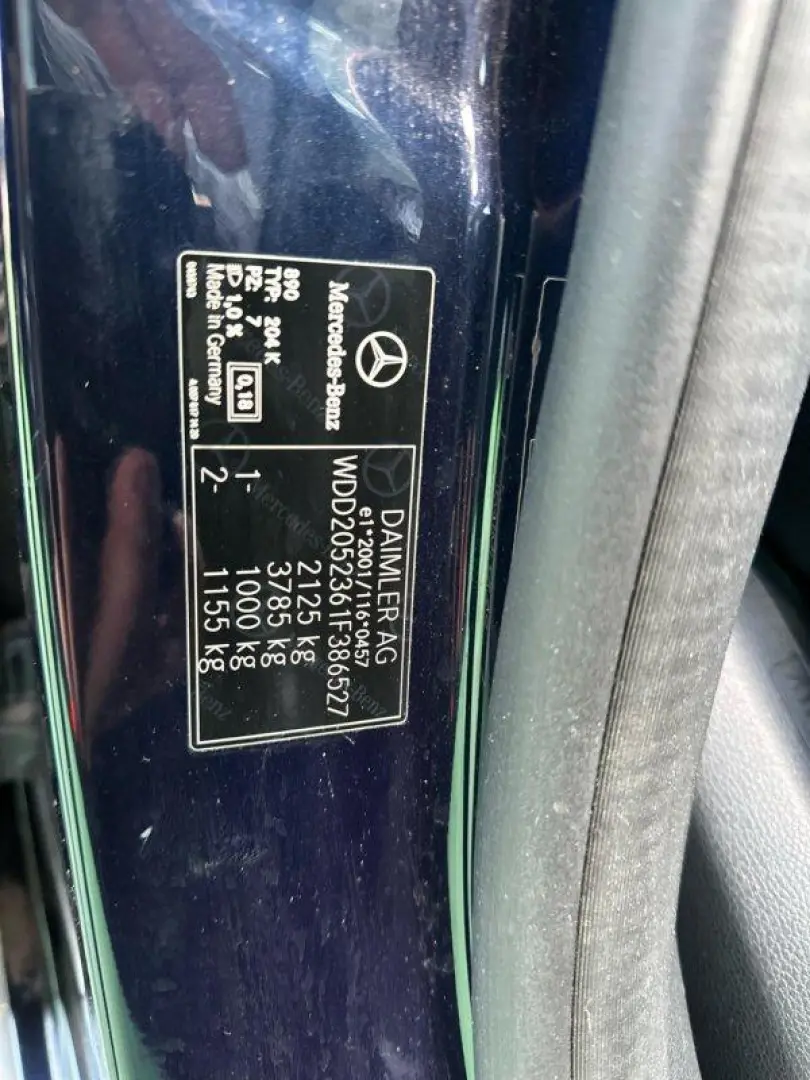 Mercedes-Benz
890
TYP: 204 K
PZ: 7
1,0 % 0,18
Made in Germany
DAIMLER AG
e1*2001/116*0457
WDD2052361F386527
2125 kg
3785 kg
1- 1000 kg
2- 1155 kg